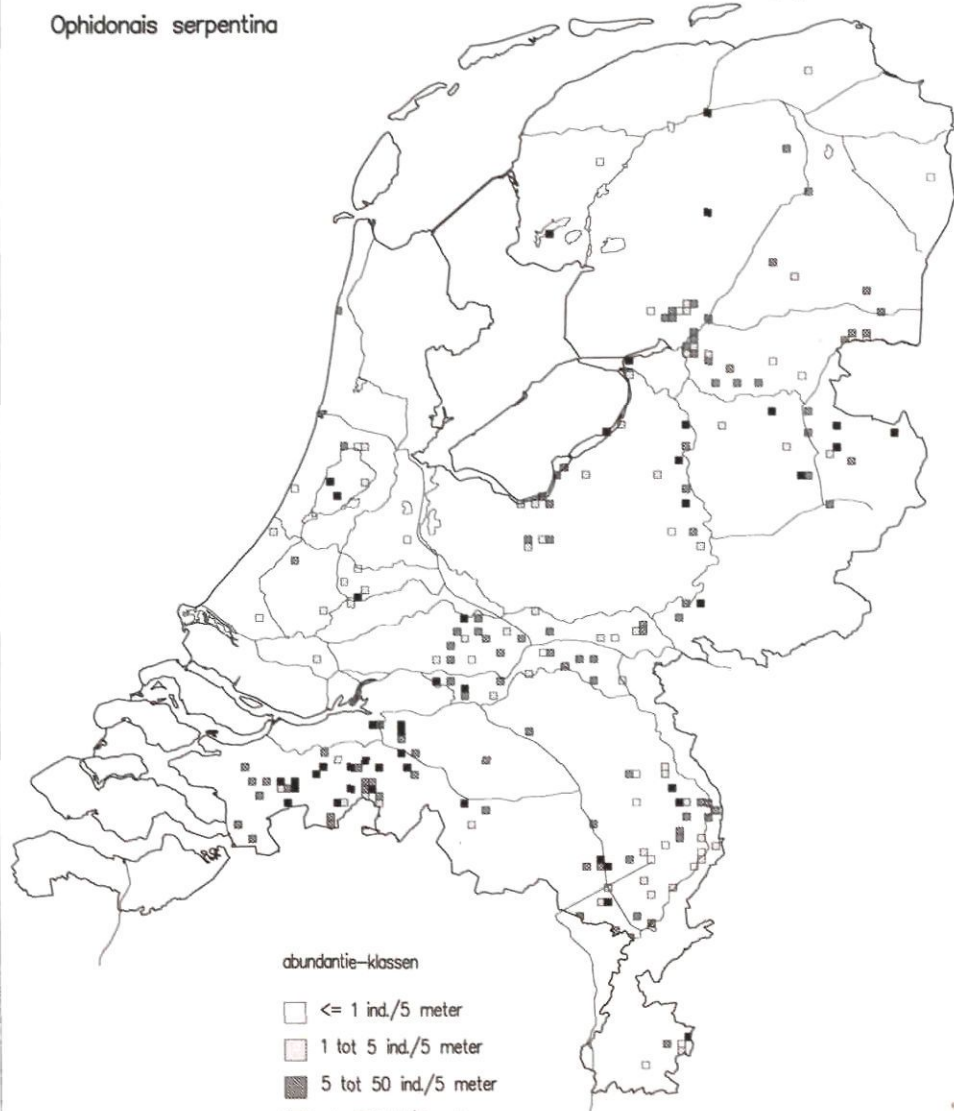 Ophidonais serpentina
abundantie-klassen
<= 1 ind./5 meter
1 tot 5 ind./5 meter
5 tot 50 ind./5 meter